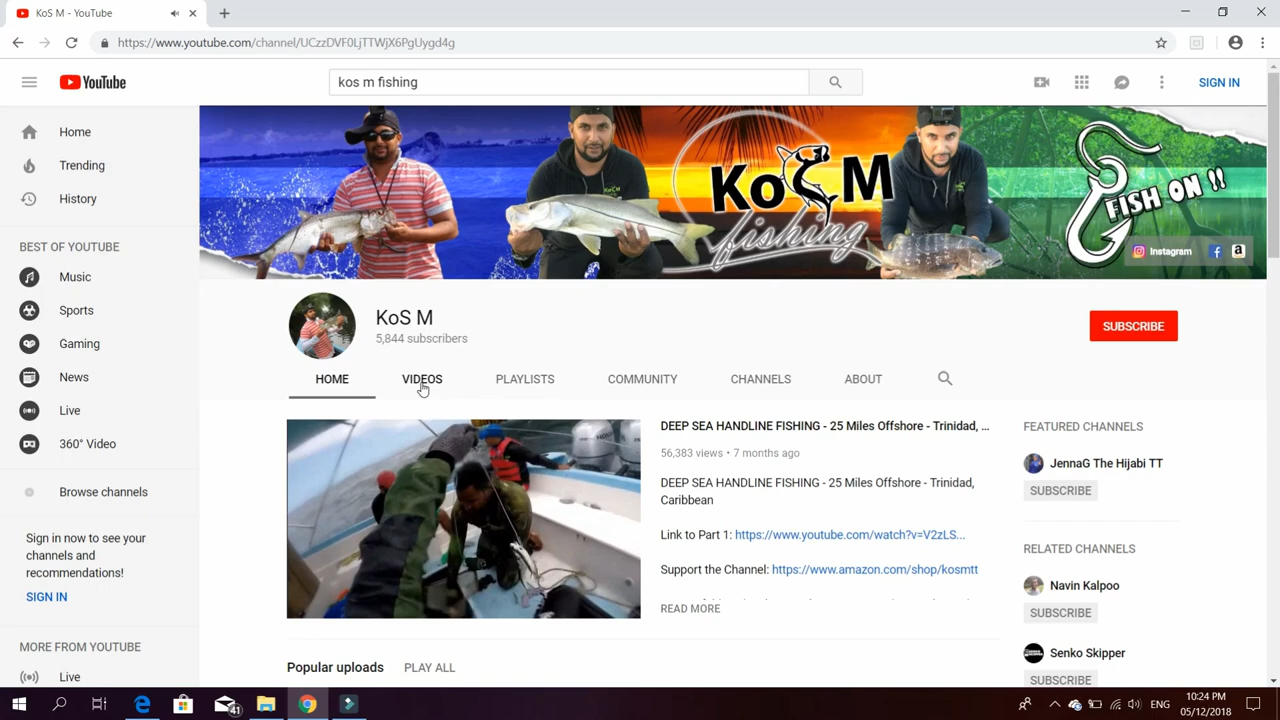 KoS M - YouTube
https://www.youtube.com/channel/UCzzDVF0LjTTWjX6PgUygd4g
YouTube
kos m fishing
SIGN IN
Home
Trending
History
BEST OF YOUTUBE
Music
Sports
Gaming
News
Live
360° Video
Browse channels
Sign in now to see your
channels and
recommendations!
SIGN IN
MORE FROM YOUTUBE
Live
KoS M
fishing
FISH ON !!
Instagram
KoS M
5,844 subscribers
SUBSCRIBE
HOME
VIDEOS
PLAYLISTS
COMMUNITY
CHANNELS
ABOUT
DEEP SEA HANDLINE FISHING - 25 Miles Offshore - Trinidad, ...
56,383 views • 7 months ago
DEEP SEA HANDLINE FISHING - 25 Miles Offshore - Trinidad,
Caribbean
Link to Part 1: https://www.youtube.com/watch?v=V2zLS...
Support the Channel: https://www.amazon.com/shop/kosmtt
READ MORE
Popular uploads
PLAY ALL
FEATURED CHANNELS
JennaG The Hijabi TT
SUBSCRIBE
RELATED CHANNELS
Navin Kalpoo
SUBSCRIBE
Senko Skipper
SUBSCRIBE
41
ENG
10:24 PM
05/12/2018